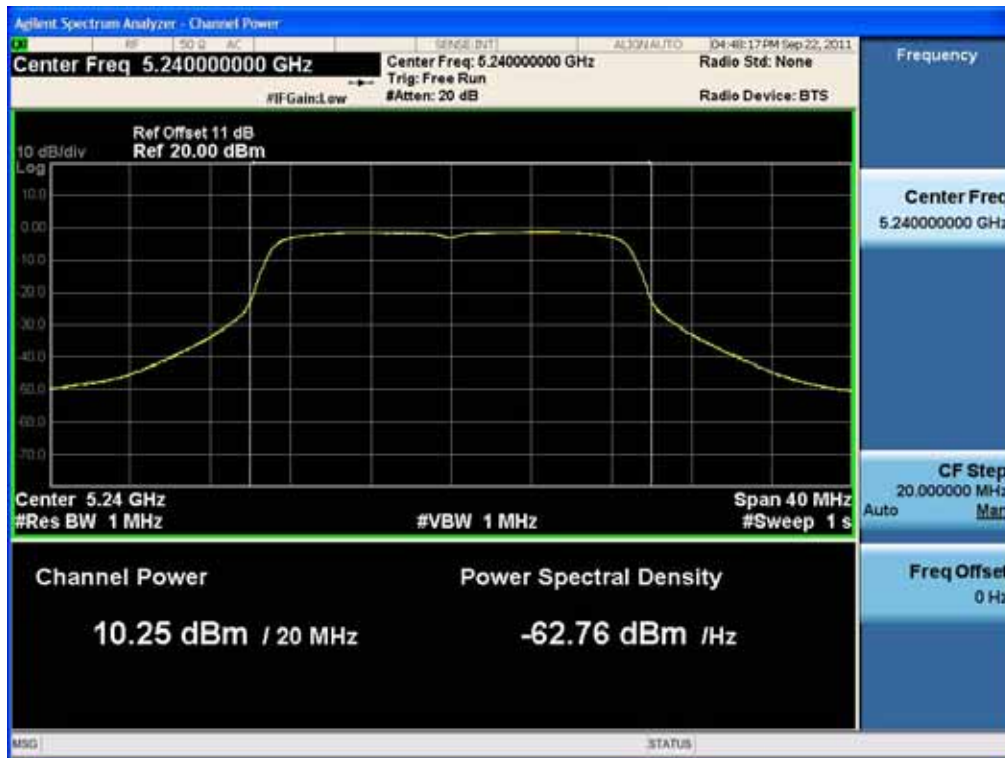 Agilent Spectrum Analyzer - Channel Power
RF 50 Ω AC SENSE:INT ALIGNAUTO 04:48:17 PM Sep 22, 2011
Center Freq 5.240000000 GHz
Center Freq: 5.240000000 GHz
Radio Std: None
Trig: Free Run
#IFGain:Low
#Atten: 20 dB
Radio Device: BTS
Ref Offset 11 dB
10 dB/div Ref 20.00 dBm
Log
10.0
0.00
-10.0
-20.0
-30.0
-40.0
-50.0
-60.0
-70.0
Center 5.24 GHz Span 40 MHz
#Res BW 1 MHz #VBW 1 MHz #Sweep 1 s
Channel Power Power Spectral Density
10.25 dBm / 20 MHz -62.76 dBm /Hz
MSG STATUS
Frequency
Center Freq
5.240000000 GHz
CF Step
20.000000 MHz
Auto Man
Freq Offset
0 Hz